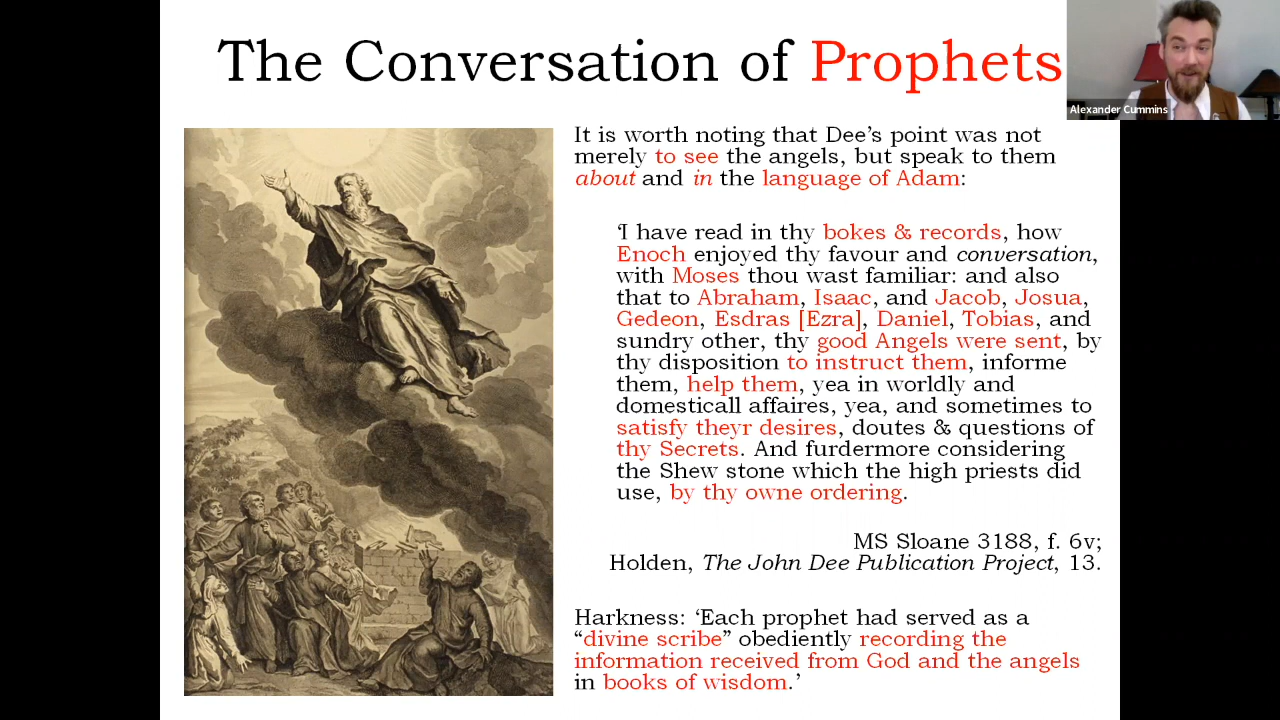 The Conversation of Prophets
Alexander Cummins
It is worth noting that Dee's point was not
merely to see the angels, but speak to them
about and in the language of Adam:
'I have read in thy bokes & records, how
Enoch enjoyed thy favour and conversation,
with Moses thou wast familiar: and also
that to Abraham, Isaac, and Jacob, Josua,
Gedeon, Esdras [Ezra], Daniel, Tobias, and
sundry other, thy good Angels were sent, by
thy disposition to instruct them, informe
them, help them, yea in worldly and
domesticall affaires, yea, and sometimes to
satisfy theyr desires, doutes & questions of
thy Secrets. And furdermore considering
the Shew stone which the high priests did
use, by thy owne ordering.
MS Sloane 3188, f. 6v;
Holden, The John Dee Publication Project, 13.
Harkness: 'Each prophet had served as a
“divine scribe” obediently recording the
information received from God and the angels
in books of wisdom.'